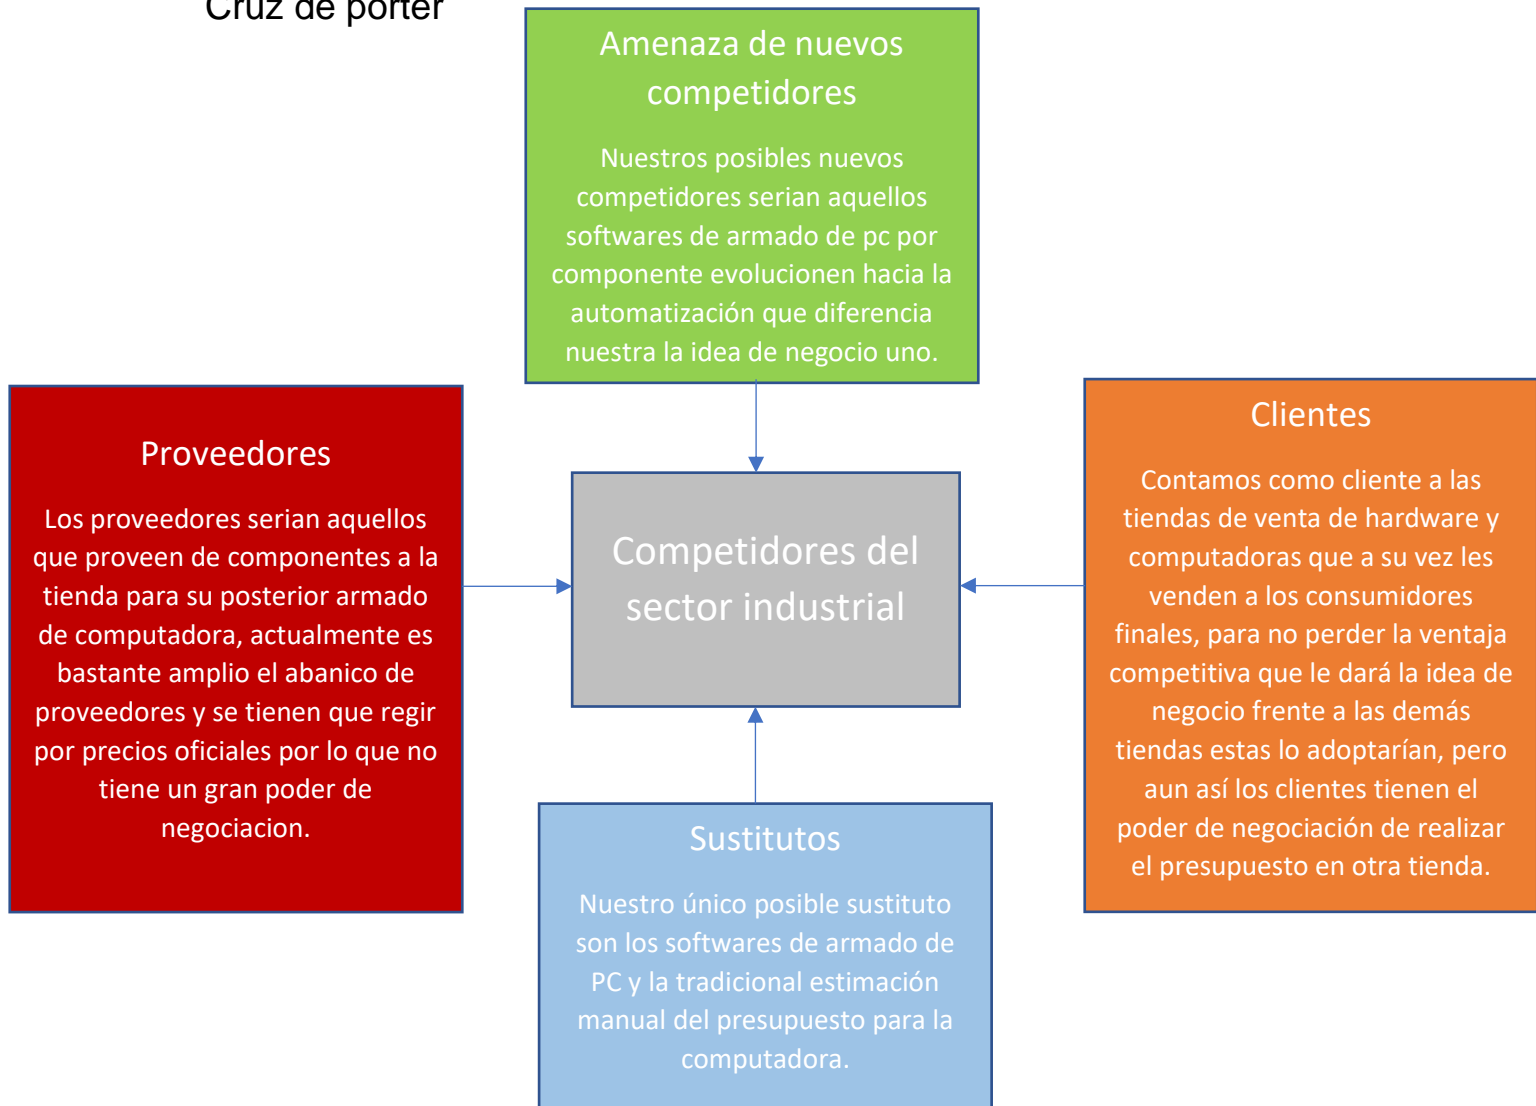 Cruz de porter
Amenaza de nuevos
competidores
Nuestros posibles nuevos
competidores serian aquellos
softwares de armado de pc por
componente evolucionen hacia la
automatización que diferencia
nuestra la idea de negocio uno.
Proveedores
Los proveedores serian aquellos
que proveen de componentes a la
tienda para su posterior armado
de computadora, actualmente es
bastante amplio el abanico de
proveedores y se tienen que regir
por precios oficiales por lo que no
tiene un gran poder de
negociacion.
Competidores del
sector industrial
Clientes
Contamos como cliente a las
tiendas de venta de hardware y
computadoras que a su vez les
venden a los consumidores
finales, para no perder la ventaja
competitiva que le dará la idea de
negocio frente a las demás
tiendas estas lo adoptarían, pero
aun así los clientes tienen el
poder de negociación de realizar
el presupuesto en otra tienda.
Sustitutos
Nuestro único posible sustituto
son los softwares de armado de
PC y la tradicional estimación
manual del presupuesto para la
computadora.